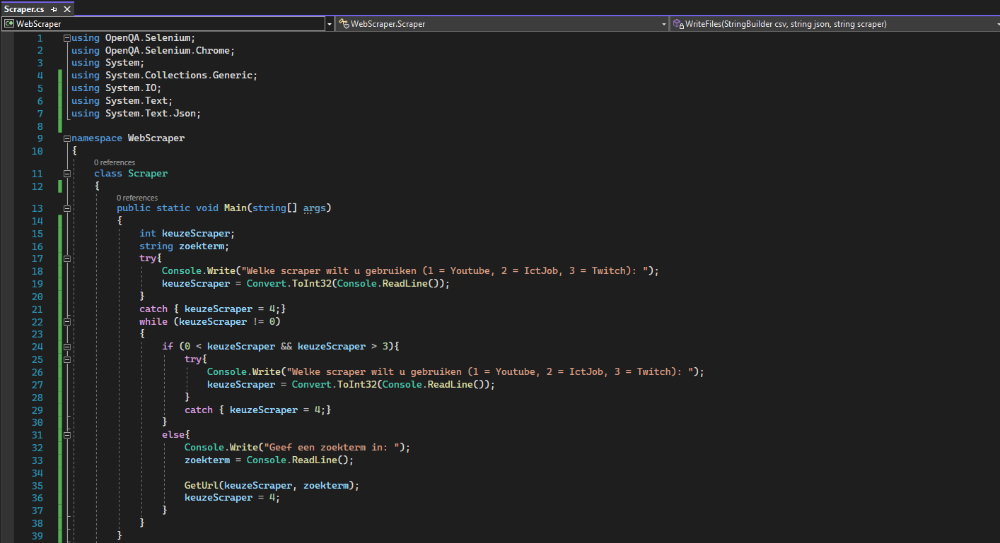 Scraper.cs
WebScraper WebScraper.Scraper WriteFiles(StringBuilder csv, string json, string scraper)
1 using OpenQA.Selenium;
2 using OpenQA.Selenium.Chrome;
3 using System;
4 using System.Collections.Generic;
5 using System.IO;
6 using System.Text;
7 using System.Text.Json;
8
9 namespace WebScraper
10 {
0 references
11 class Scraper
12 {
0 references
13 public static void Main(string[] args)
14 {
15 int keuzeScraper;
16 string zoekterm;
17 try{
18 Console.Write("Welke scraper wilt u gebruiken (1 = Youtube, 2 = IctJob, 3 = Twitch): ");
19 keuzeScraper = Convert.ToInt32(Console.ReadLine());
20 }
21 catch { keuzeScraper = 4;}
22 while (keuzeScraper != 0)
23 {
24 if (0 < keuzeScraper && keuzeScraper > 3){
25 try{
26 Console.Write("Welke scraper wilt u gebruiken (1 = Youtube, 2 = IctJob, 3 = Twitch): ");
27 keuzeScraper = Convert.ToInt32(Console.ReadLine());
28 }
29 catch { keuzeScraper = 4;}
30 }
31 else{
32 Console.Write("Geef een zoekterm in: ");
33 zoekterm = Console.ReadLine();
34
35 GetUrl(keuzeScraper, zoekterm);
36 keuzeScraper = 4;
37 }
38 }
39 }